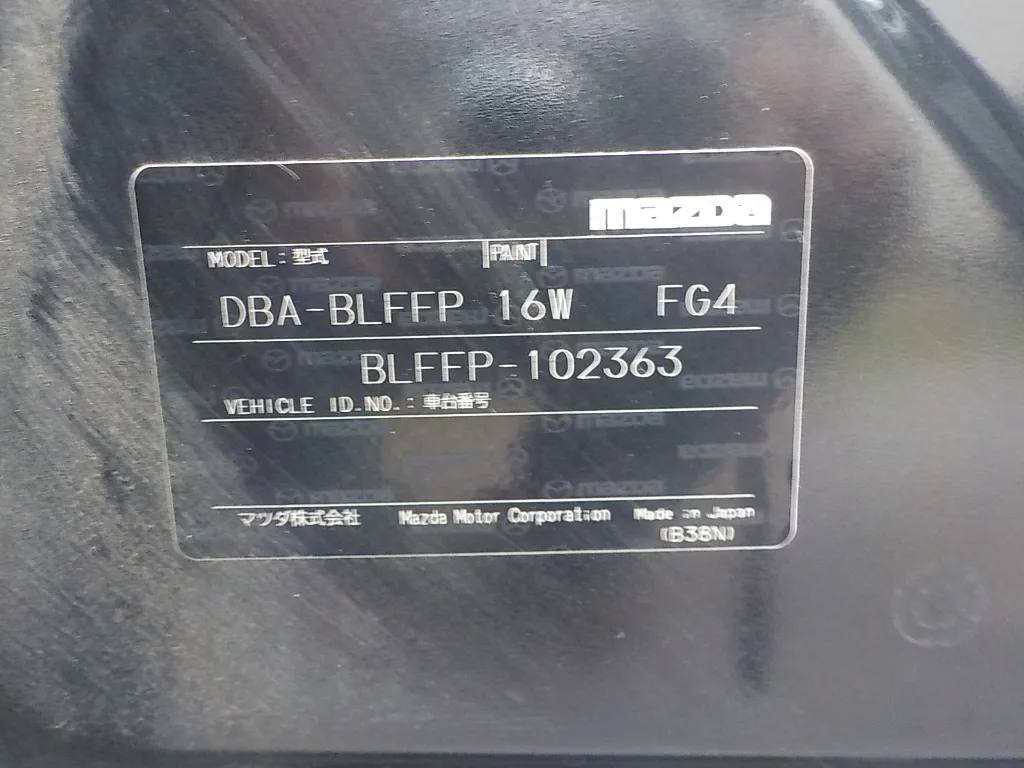 mazda
MODEL:型式 PAINT
DBA-BLFFP 16W FG4
BLFFP-102363
VEHICLE ID.NO.:車台番号
マツダ株式会社 Mazda Motor Corporation Made in Japan
(B38N)